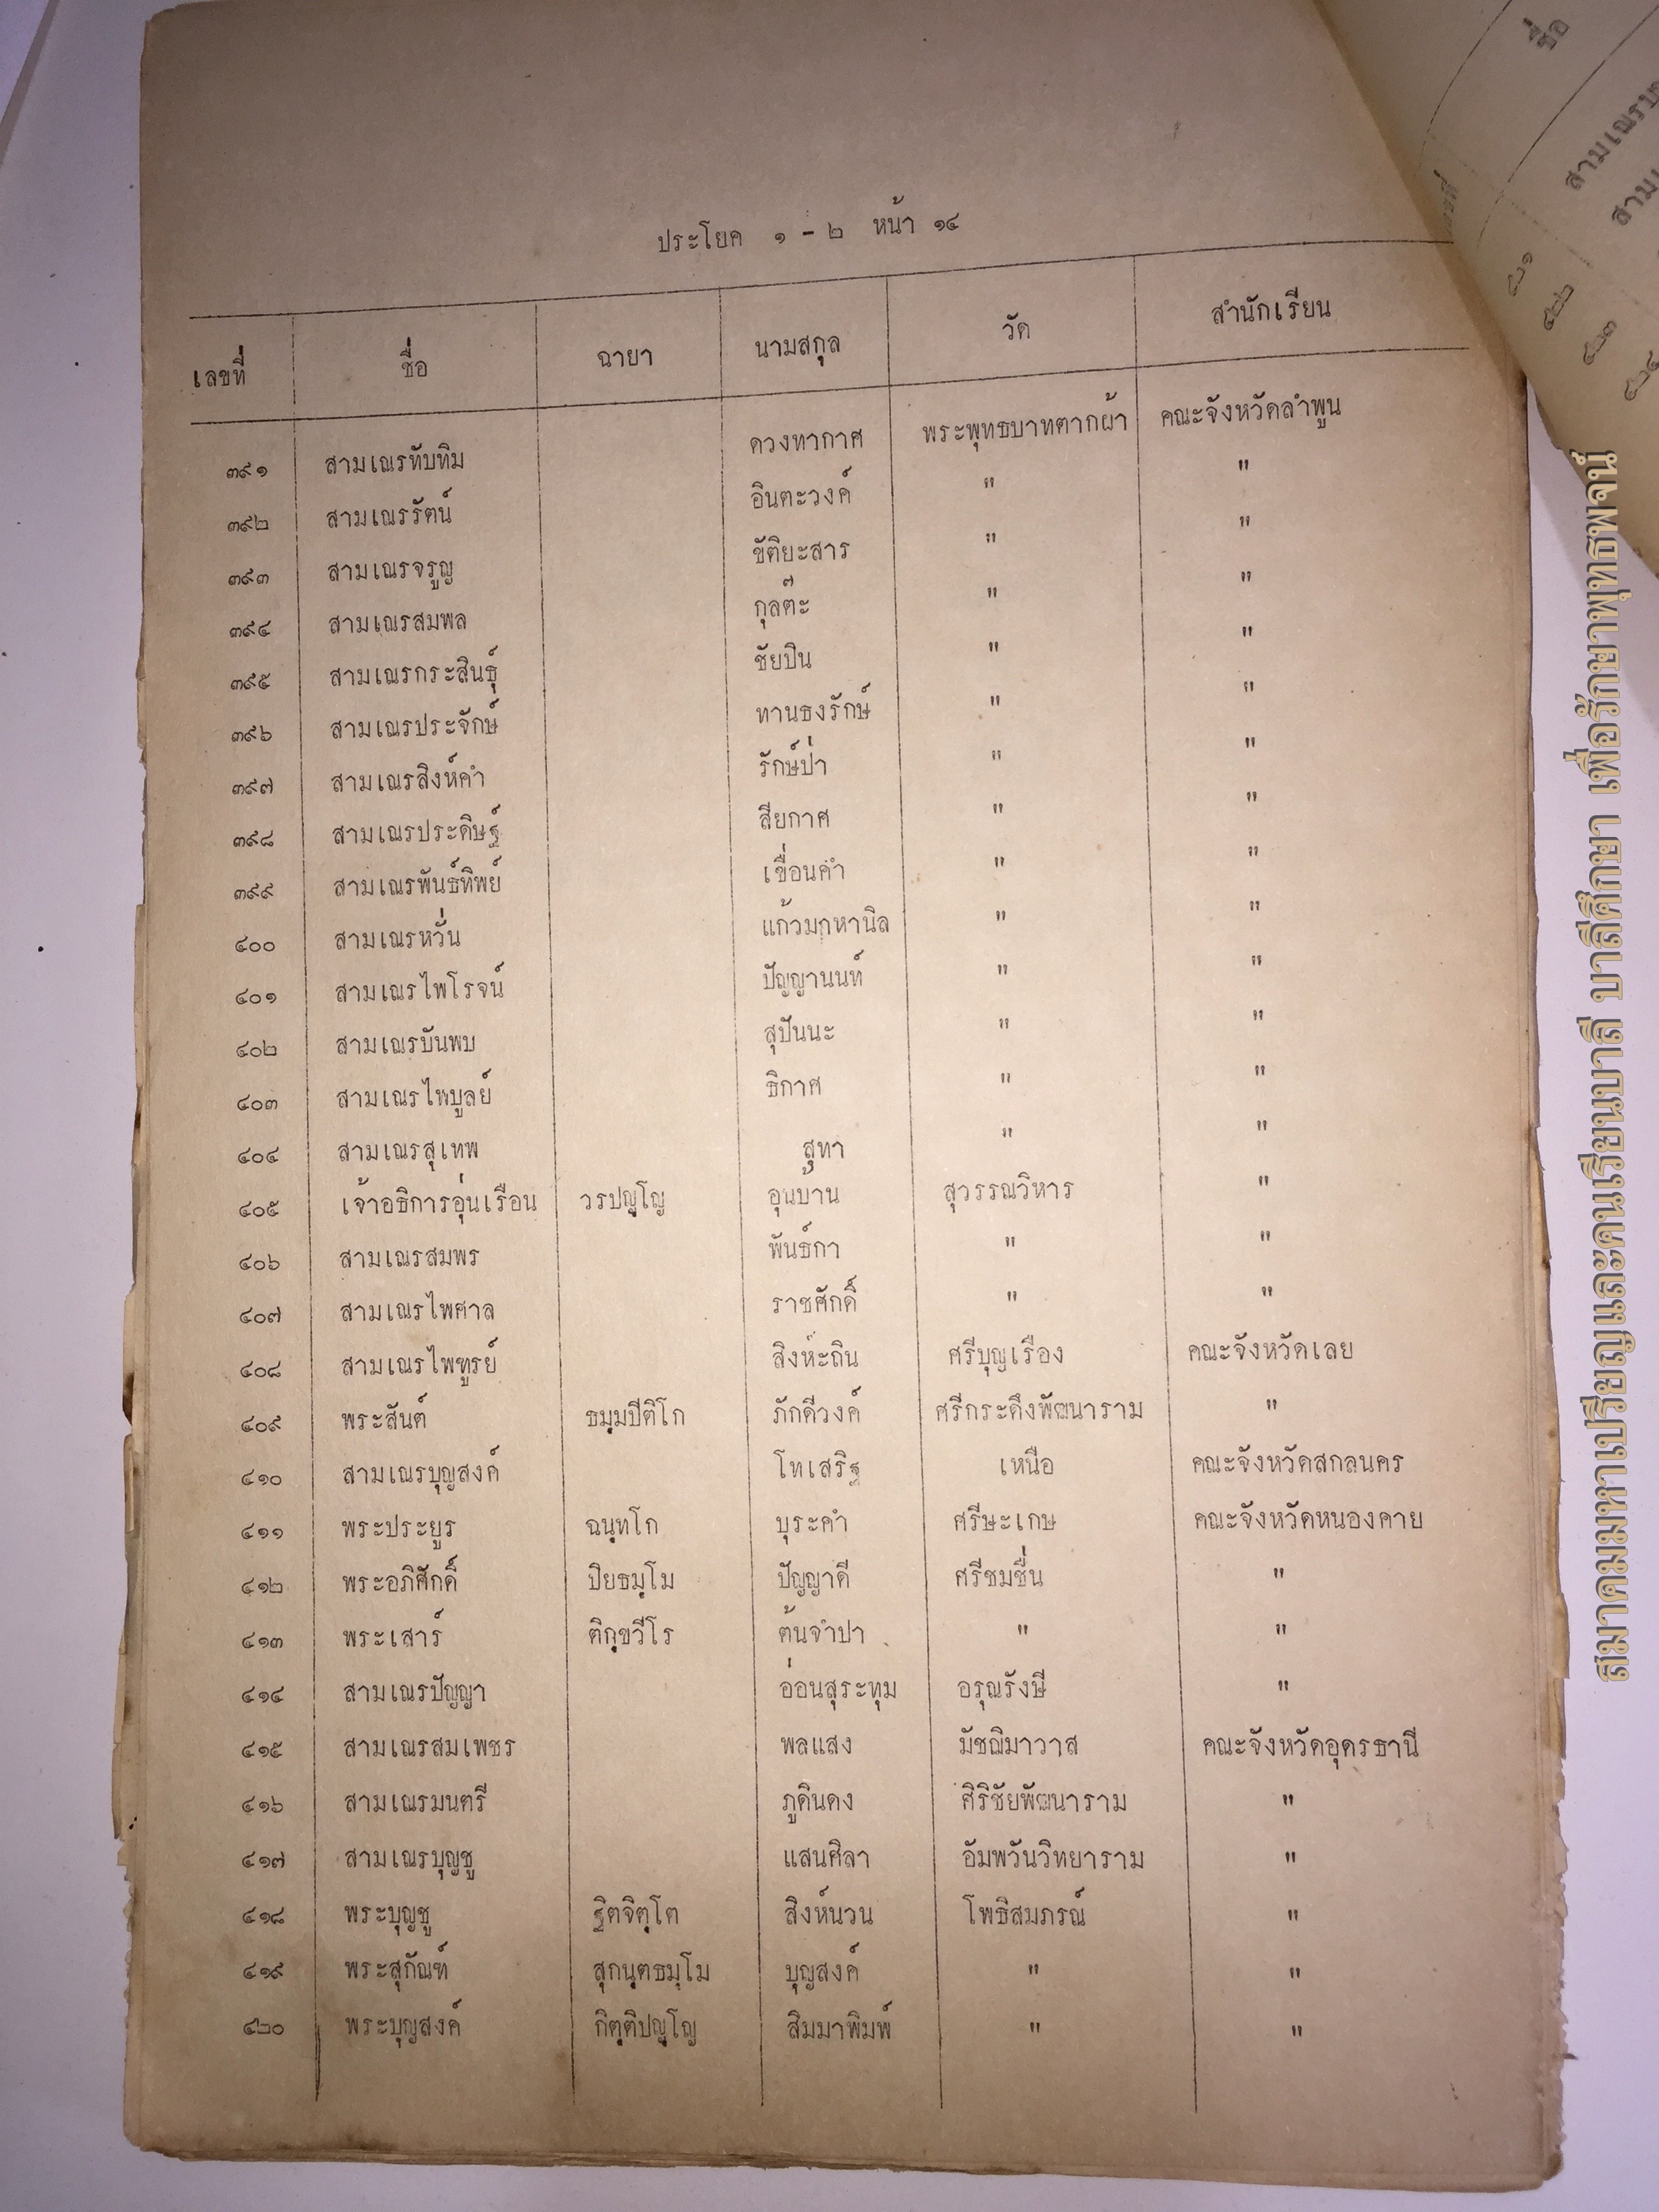 ประโยค ๑ - ๒ หน้า ๑๔
เลขที่ ชื่อ ฉายา นามสกุล วัด สำนักเรียน
๓๙๑ สามเณรทับทิม ดวงทากาศ พระพุทธบาทตากผ้า คณะจังหวัดลำพูน
๓๙๒ สามเณรรัตน์ อินตะวงค์ " "
๓๙๓ สามเณรจรูญ ขัติยะสาร " "
๓๙๔ สามเณรสมพล กุลต๊ะ " "
๓๙๕ สามเณรกระสินธุ์ ชัยปิน " "
๓๙๖ สามเณรประจักษ์ ทานธงรักษ์ " "
๓๙๗ สามเณรสิงห์คำ รักษ์ป่า " "
๓๙๘ สามเณรประดิษฐ์ สียกาศ " "
๓๙๙ สามเณรพันธ์ทิพย์ เขื่อนคำ " "
๔๐๐ สามเณรหวั่น แก้วมหานิล " "
๔๐๑ สามเณรไพโรจน์ ปัญญานนท์ " "
๔๐๒ สามเณรบันพบ สุปันนะ " "
๔๐๓ สามเณรไพบูลย์ ธิกาศ " "
๔๐๔ สามเณรสุเทพ สุทา " "
๔๐๕ เจ้าอธิการอุ่นเรือน วรปญฺโญ อุนบ้าน สุวรรณวิหาร "
๔๐๖ สามเณรสมพร พันธ์กา " "
๔๐๗ สามเณรไพศาล ราชศักดิ์ " "
๔๐๘ สามเณรไพฑูรย์ สิงห์ะถิน ศรีบุญเรือง คณะจังหวัดเลย
๔๐๙ พระสันต์ ธมฺมปีติโก ภักดีวงค์ ศรีกระดึงพัฒนาราม "
๔๑๐ สามเณรบุญสงค์ โทเสริฐ เหนือ คณะจังหวัดสกลนคร
๔๑๑ พระประยูร ฉนฺทโก บุระคำ ศรีษะเกษ คณะจังหวัดหนองคาย
๔๑๒ พระอภิศักดิ์ ปิยธมฺโม ปัญญาดี ศรีชมชื่น "
๔๑๓ พระเสาร์ ติกฺขวีโร ต้นจำปา " "
๔๑๔ สามเณรปัญญา อ่อนสุระทุม อรุณรังษี "
๔๑๕ สามเณรสมเพชร พลแสง มัชฌิมาวาส คณะจังหวัดอุดรธานี
๔๑๖ สามเณรมนตรี ภูดินดง ศิริชัยพัฒนาราม "
๔๑๗ สามเณรบุญชู แสนศิลา อัมพวันวิทยาราม "
๔๑๘ พระบุญชู ฐิตจิตฺโต สิงห์นวน โพธิสมภรณ์ "
๔๑๙ พระสุกัณฑ์ สุกนฺตธมฺโม บุญสงค์ " "
๔๒๐ พระบุญสงค์ กิตฺติปญฺโญ สิมมาพิมพ์ " "
ชื่อ
๔๒๒
๔๒๓
สมาคมมหาเปรียญและคนเรียนบาลี บาลีศึกษา เพื่อรักษาพุทธพจน์